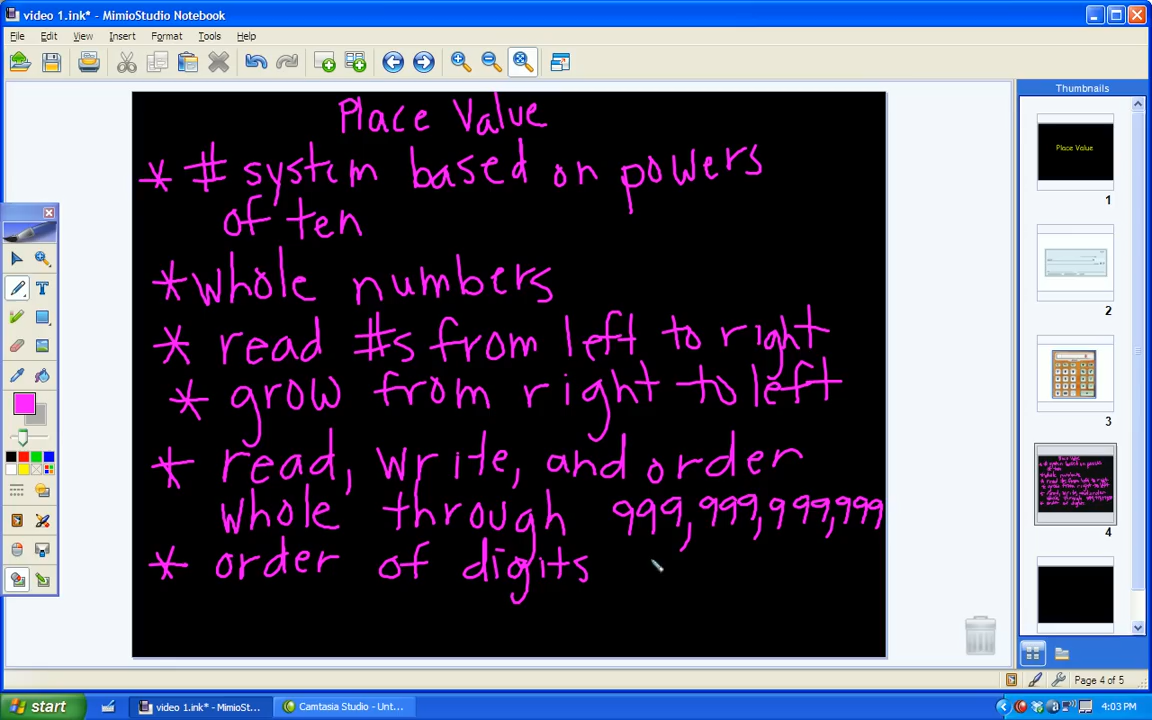 video 1.ink* - MimioStudio Notebook
File Edit View Insert Format Tools Help
Thumbnails
Place Value
* # system based on powers
of ten
* whole numbers
* read #s from left to right
* grow from right to left
* read, write, and order
whole through 999,999,999,999
* order of digits
Place Value
1
2
3
4
Page 4 of 5
start
video 1.ink* - MimioSt...
Camtasia Studio - Unt...
4:03 PM